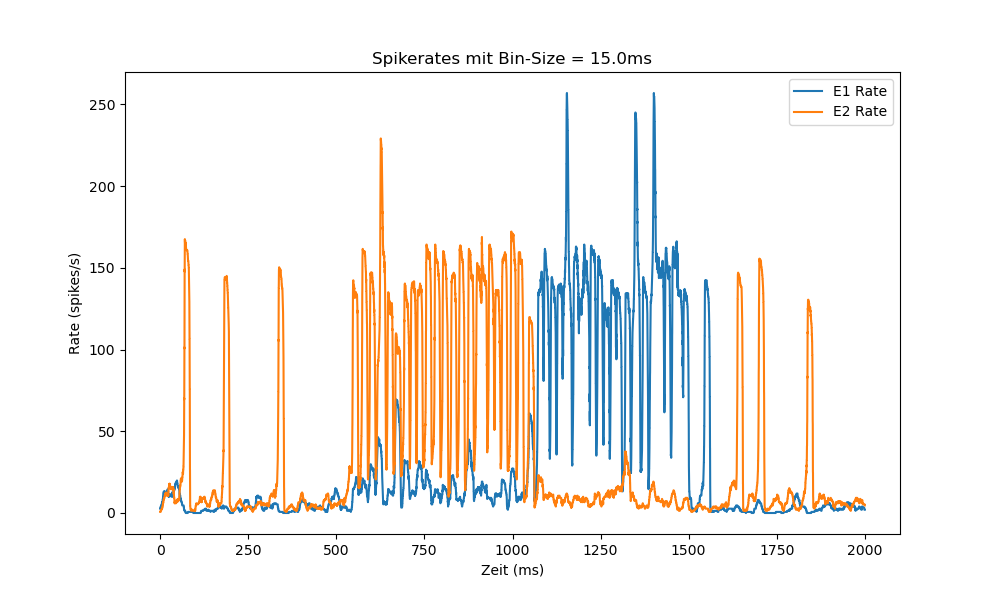 Spikerates mit Bin-Size = 15.0ms
E1 Rate
E2 Rate
Rate (spikes/s)
250
200
150
100
50
0
0 250 500 750 1000 1250 1500 1750 2000
Zeit (ms)